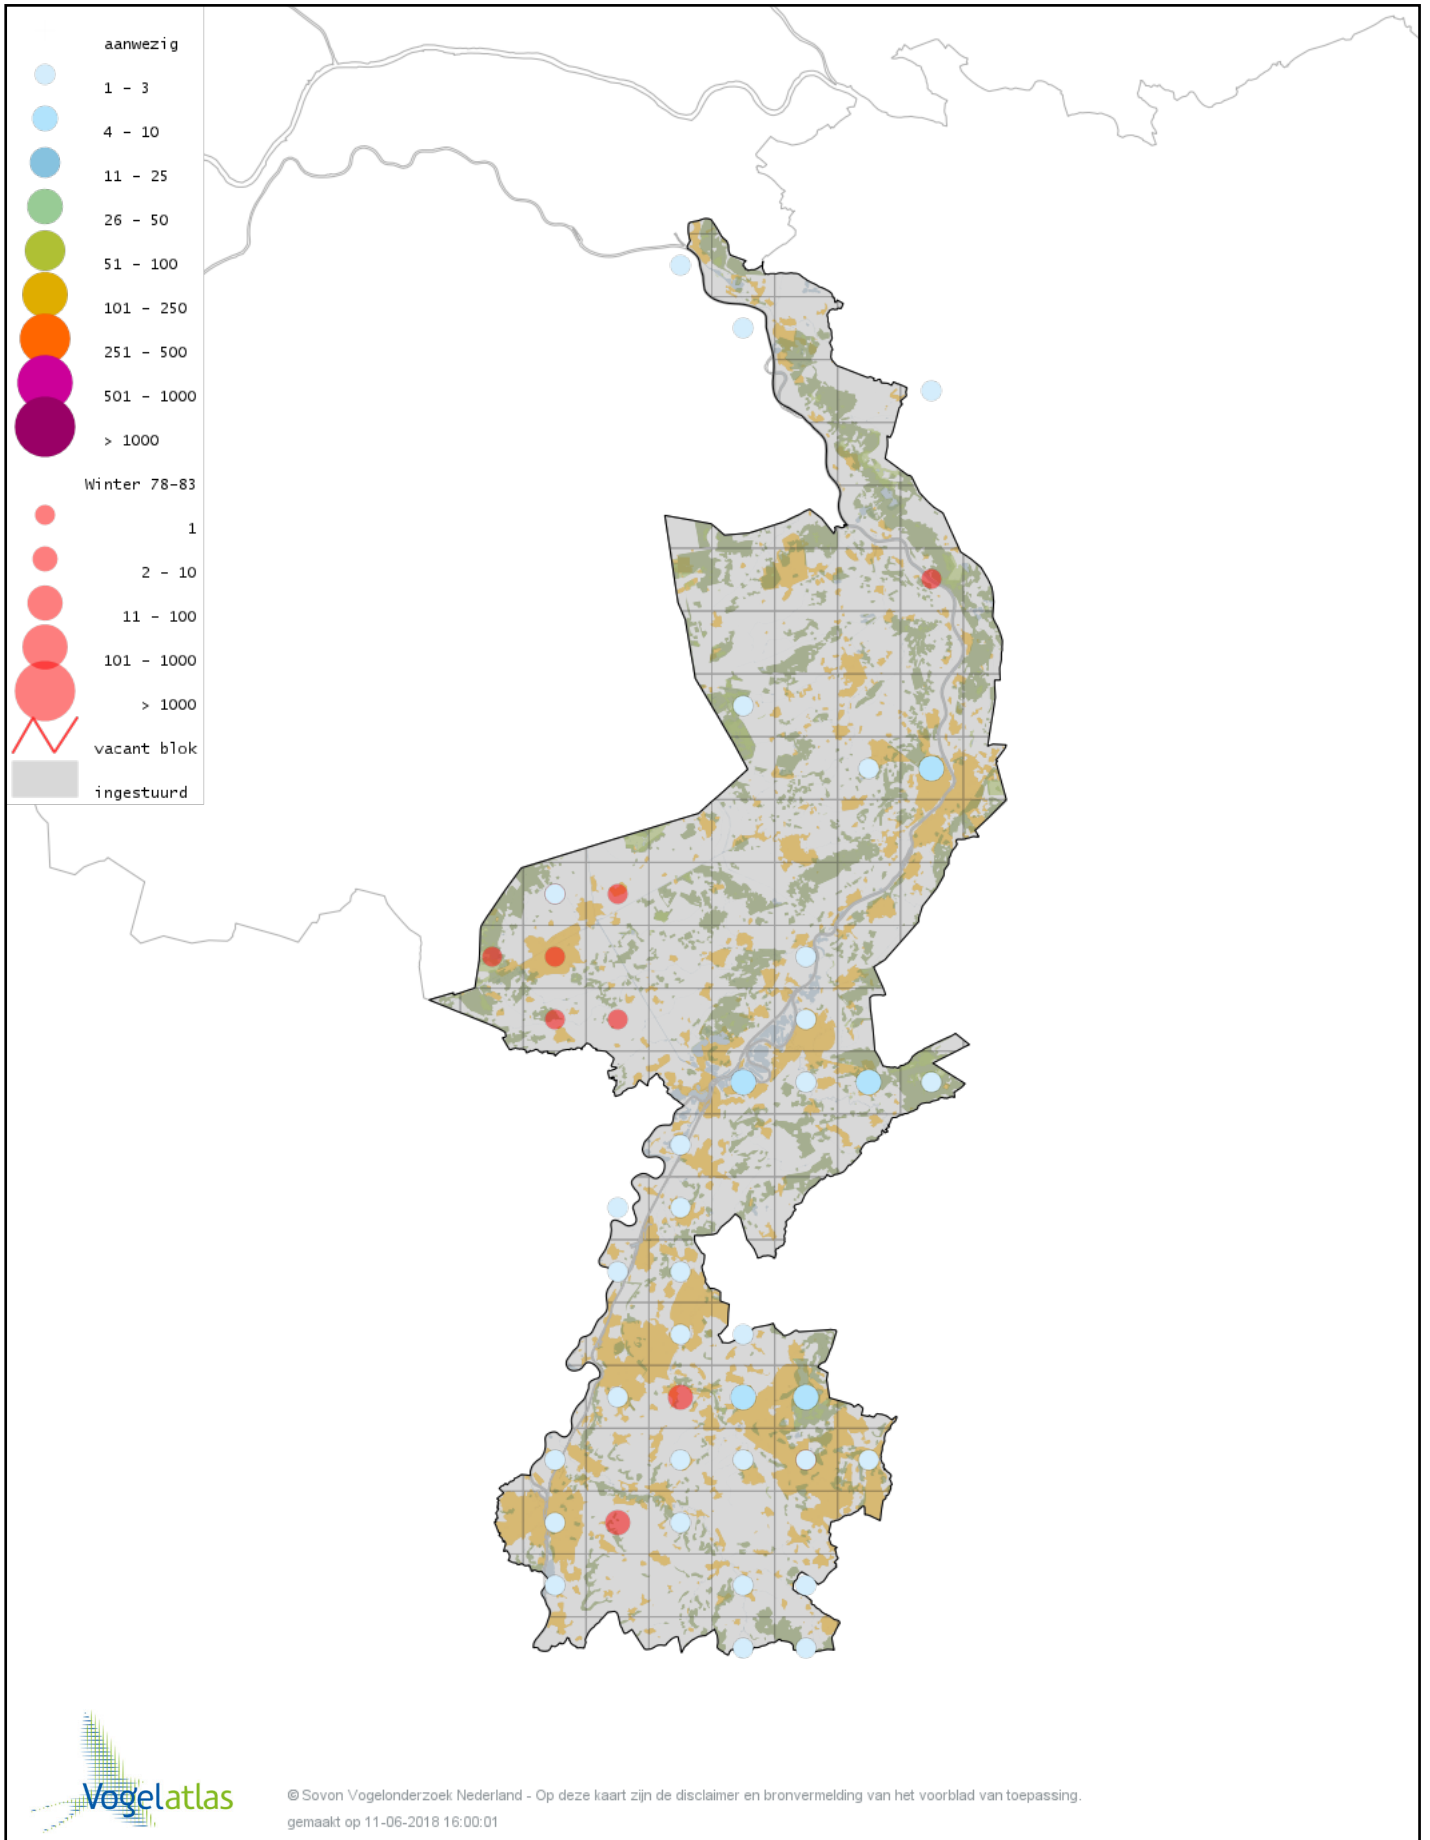 aanwezig
1 - 3
4 - 10
11 - 25
26 - 50
51 - 100
101 - 250
251 - 500
501 - 1000
> 1000
Winter 78-83
1
2 - 10
11 - 100
101 - 1000
> 1000
vacant blok
ingestuurd
Vogelatlas
© Sovon Vogelonderzoek Nederland - Op deze kaart zijn de disclaimer en bronvermelding van het voorblad van toepassing.
gemaakt op 11-06-2018 16:00:01